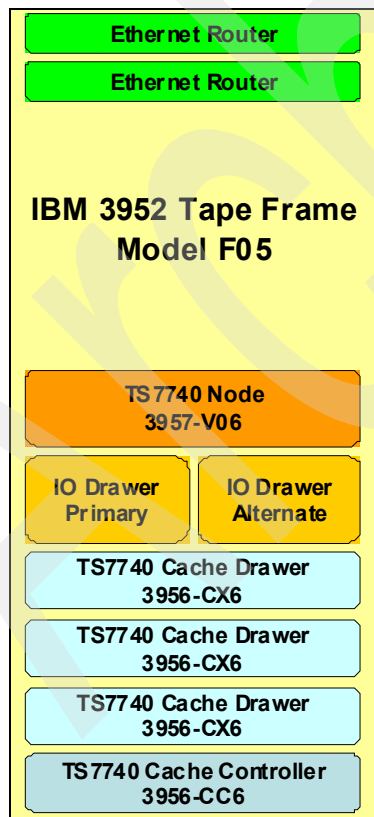 Ethernet Router
Ethernet Router
IBM 3952 Tape Frame
Model F05
TS7740 Node
3957-V06
IO Drawer
Primary
IO Drawer
Alternate
TS7740 Cache Drawer
3956-CX6
TS7740 Cache Drawer
3956-CX6
TS7740 Cache Drawer
3956-CX6
TS7740 Cache Controller
3956-CC6